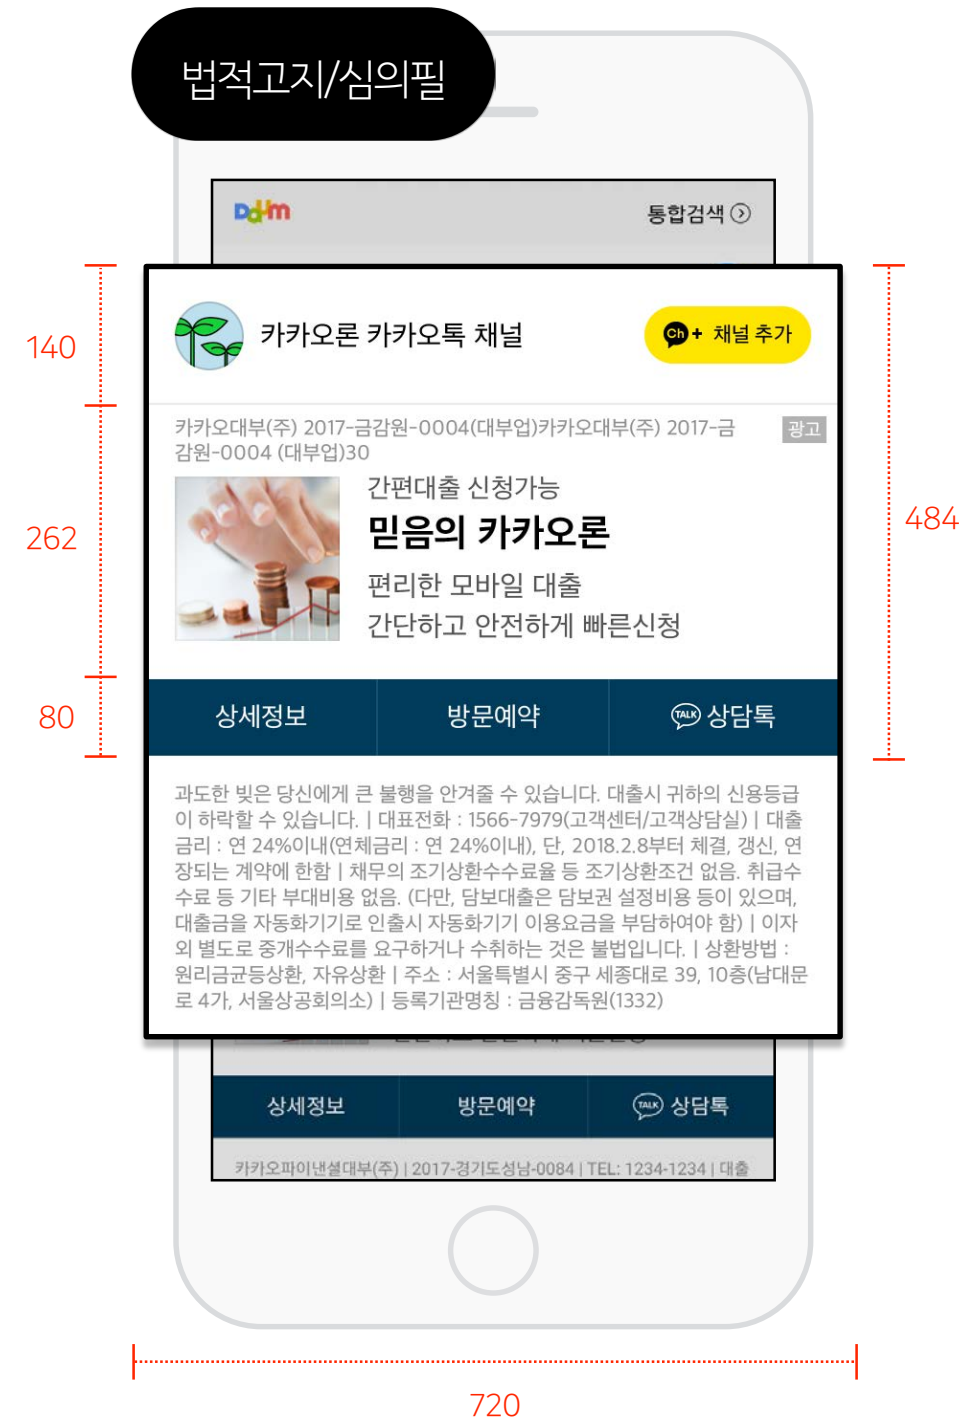 법적고지/심의필
Daum
통합검색
140
카카오론 카카오톡 채널
Ch+ 채널 추가
카카오대부(주) 2017-금감원-0004(대부업)카카오대부(주) 2017-금
감원-0004 (대부업)30
광고
262
간편대출 신청가능
믿음의 카카오론
편리한 모바일 대출
간단하고 안전하게 빠른신청
484
80
상세정보
방문예약
TALK 상담톡
과도한 빚은 당신에게 큰 불행을 안겨줄 수 있습니다. 대출시 귀하의 신용등급
이 하락할 수 있습니다. | 대표전화 : 1566-7979(고객센터/고객상담실) | 대출
금리 : 연 24%이내(연체금리 : 연 24%이내), 단, 2018.2.8부터 체결, 갱신, 연
장되는 계약에 한함 | 채무의 조기상환수수료율 등 조기상환조건 없음. 취급수
수료 등 기타 부대비용 없음. (다만, 담보대출은 담보권 설정비용 등이 있으며,
대출금을 자동화기기로 인출시 자동화기기 이용요금을 부담하여야 함) | 이자
외 별도로 중개수수료를 요구하거나 수취하는 것은 불법입니다. | 상환방법 :
원리금균등상환, 자유상환 | 주소 : 서울특별시 중구 세종대로 39, 10층(남대문
로 4가, 서울상공회의소) | 등록기관명칭 : 금융감독원(1332)
상세정보
방문예약
TALK 상담톡
카카오파이낸셜대부(주) | 2017-경기도성남-0084 | TEL: 1234-1234 | 대출
720